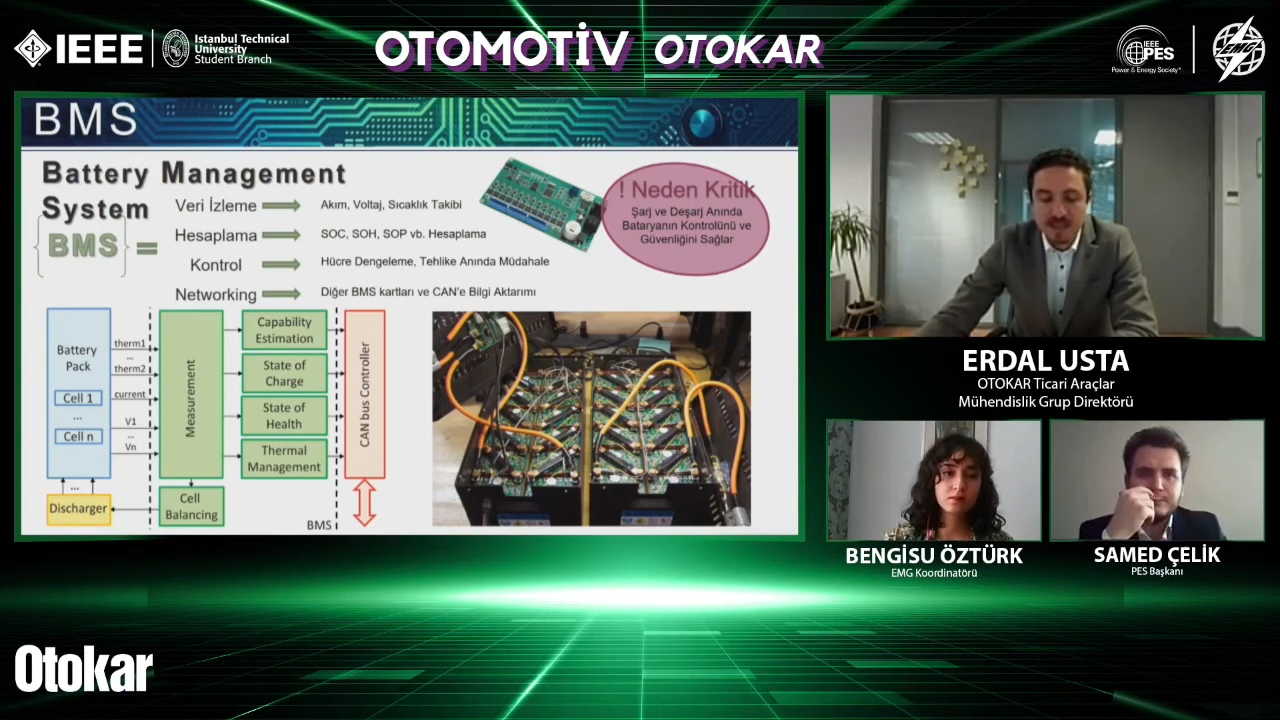 IEEE
Istanbul Technical
University
Student Branch
OTOMOTİV OTOKAR
IEEE
PES
Power & Energy Society®
EMG
BMS
Battery Management
System
BMS =
Veri İzleme
Akım, Voltaj, Sıcaklık Takibi
Hesaplama
SOC, SOH, SOP vb. Hesaplama
Kontrol
Hücre Dengeleme, Tehlike Anında Müdahale
Networking
Diğer BMS kartları ve CAN'e Bilgi Aktarımı
! Neden Kritik
Şarj ve Deşarj Anında
Bataryanın Kontrolünü ve
Güvenliğini Sağlar
Battery
Pack
Cell 1
...
Cell n
therm1
...
therm2
current
V1
...
Vn
Measurement
Capability
Estimation
State of
Charge
State of
Health
Thermal
Management
CAN bus Controller
...
Discharger
Cell
Balancing
BMS
ERDAL USTA
OTOKAR Ticari Araçlar
Mühendislik Grup Direktörü
BENGİSU ÖZTÜRK
EMG Koordinatörü
SAMED ÇELİK
PES Başkanı
Otokar